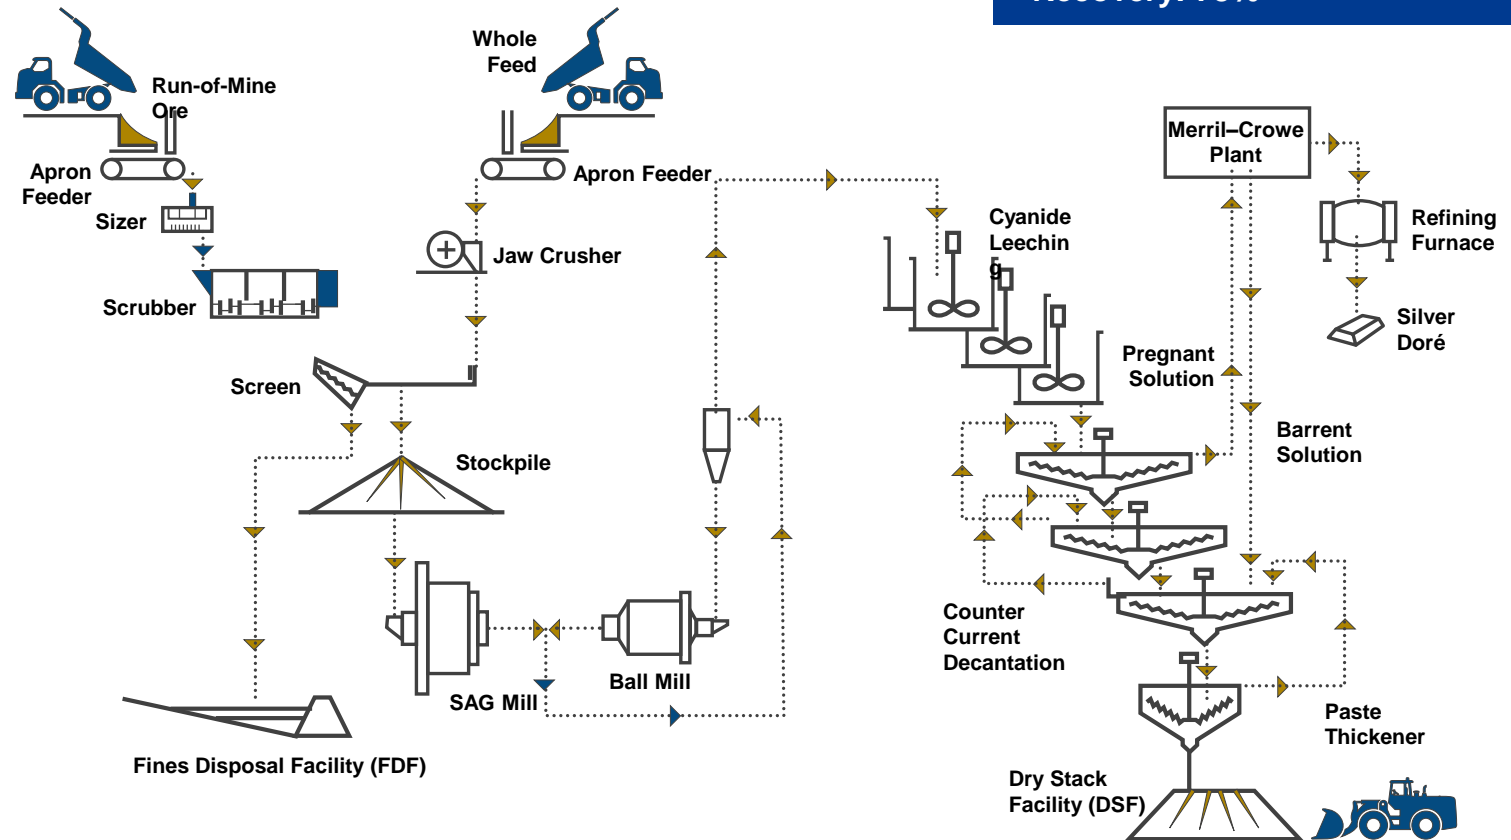 Whole
Feed
Run-of-Mine
Ore
Apron
Feeder
Apron Feeder
Sizer
Jaw Crusher
Scrubber
Screen
Stockpile
SAG Mill
Ball Mill
Fines Disposal Facility (FDF)
Cyanide
Leechin
g
Merril–Crowe
Plant
Refining
Furnace
Silver
Doré
Pregnant
Solution
Barrent
Solution
Counter
Current
Decantation
Paste
Thickener
Dry Stack
Facility (DSF)